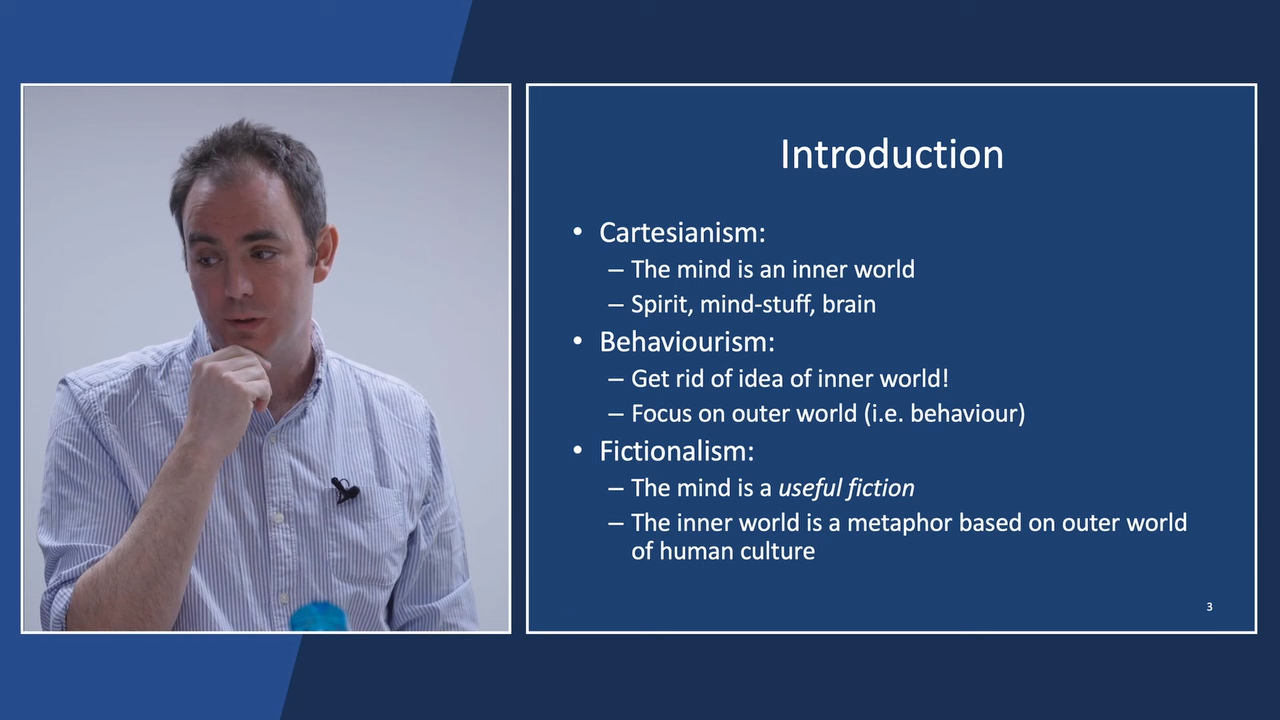 Introduction
• Cartesianism:
– The mind is an inner world
– Spirit, mind-stuff, brain
• Behaviourism:
– Get rid of idea of inner world!
– Focus on outer world (i.e. behaviour)
• Fictionalism:
– The mind is a useful fiction
– The inner world is a metaphor based on outer world
of human culture
3